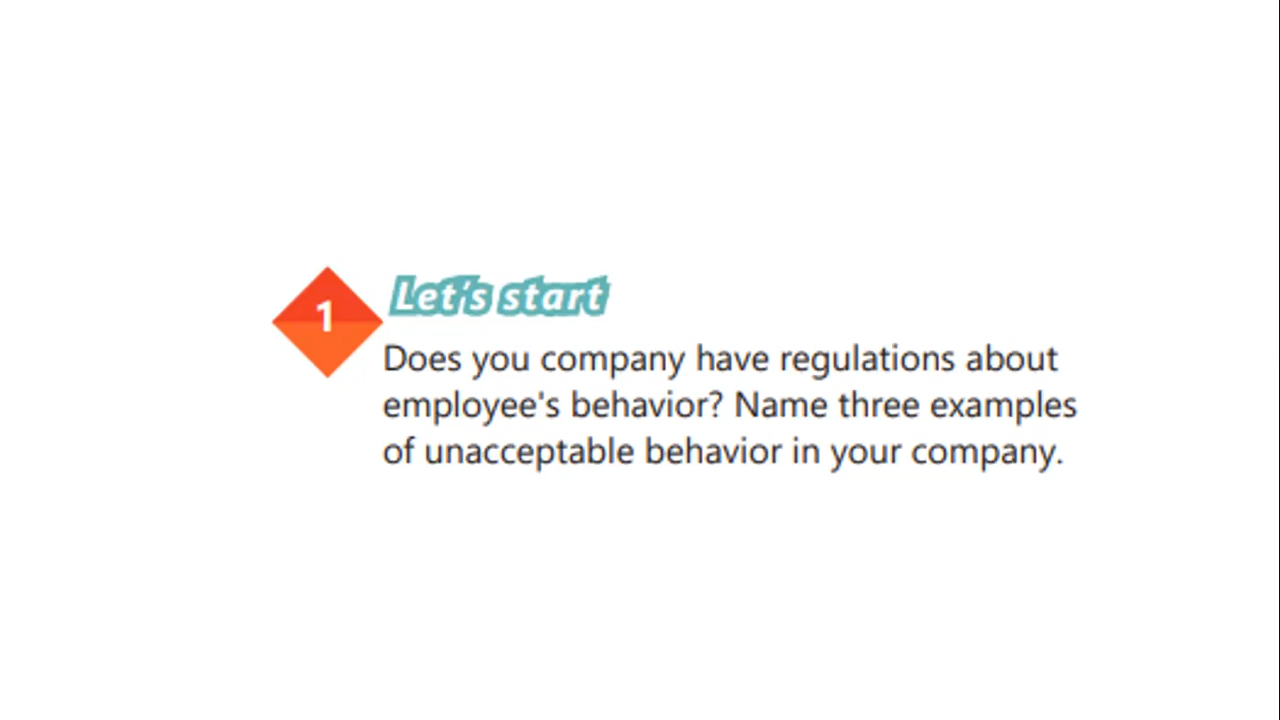 1
Let's start
Does you company have regulations about
employee's behavior? Name three examples
of unacceptable behavior in your company.